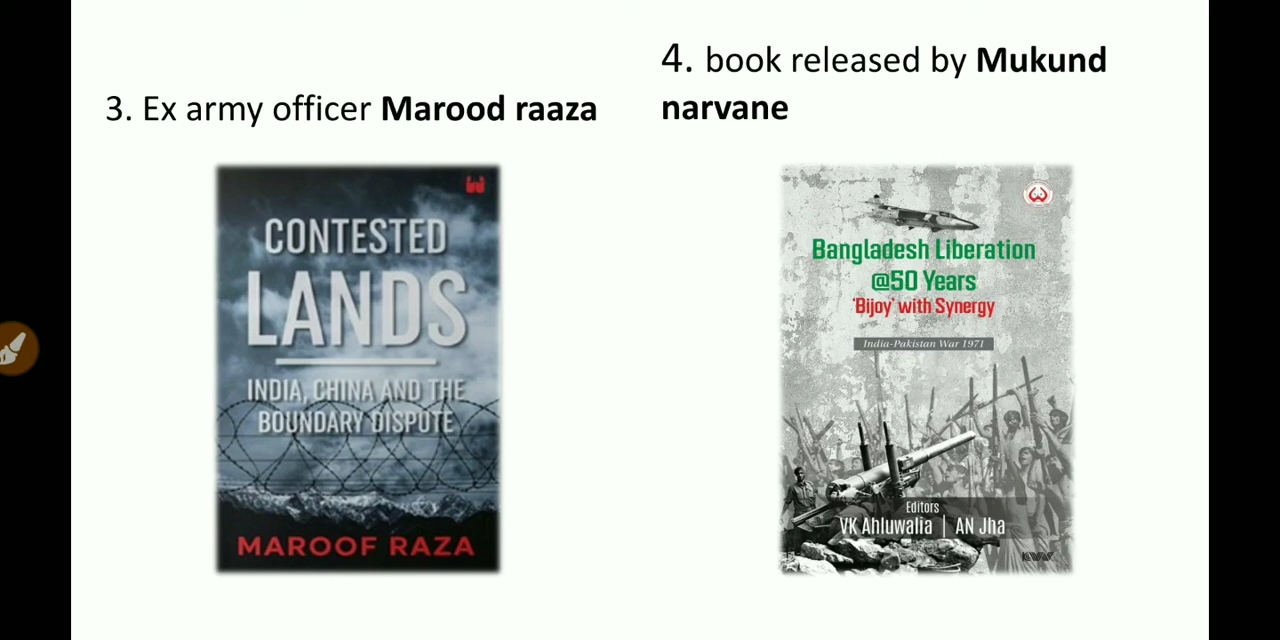 3. Ex army officer Marood raaza
CONTESTED
LANDS
INDIA, CHINA AND THE
BOUNDARY DISPUTE
MAROOF RAZA
4. book released by Mukund
narvane
Bangladesh Liberation
@50 Years
'Bijoy' with Synergy
India-Pakistan War 1971
Editors
VK Ahluwalia | AN Jha